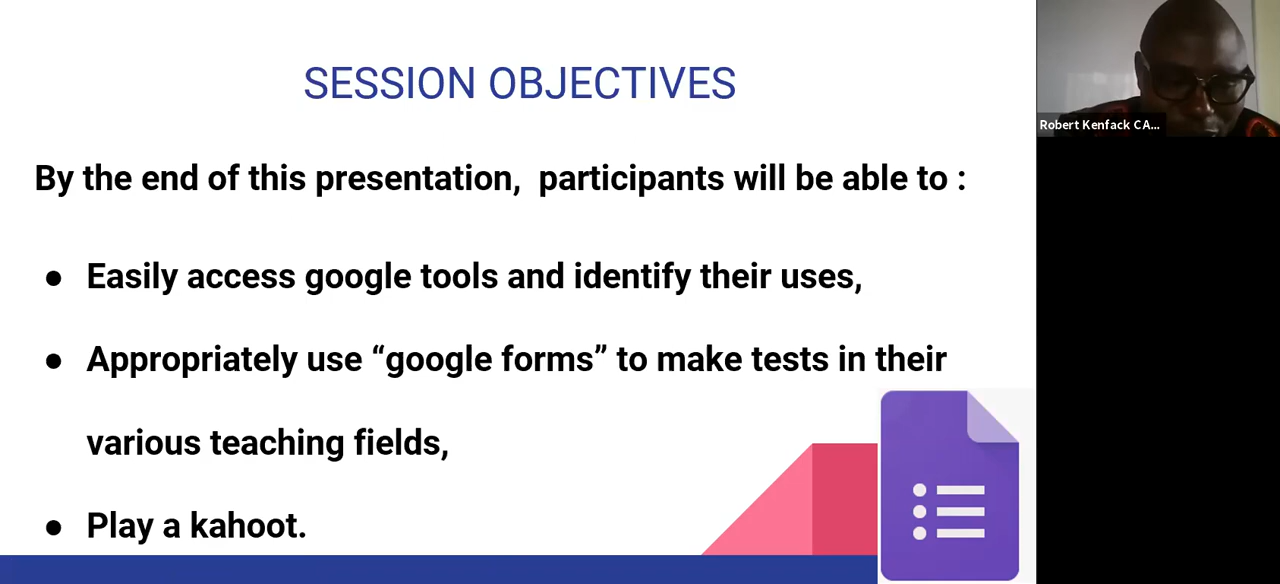 SESSION OBJECTIVES
By the end of this presentation,  participants will be able to :
● Easily access google tools and identify their uses,
● Appropriately use “google forms” to make tests in their
various teaching fields,
● Play a kahoot.
Robert Kenfack CA...